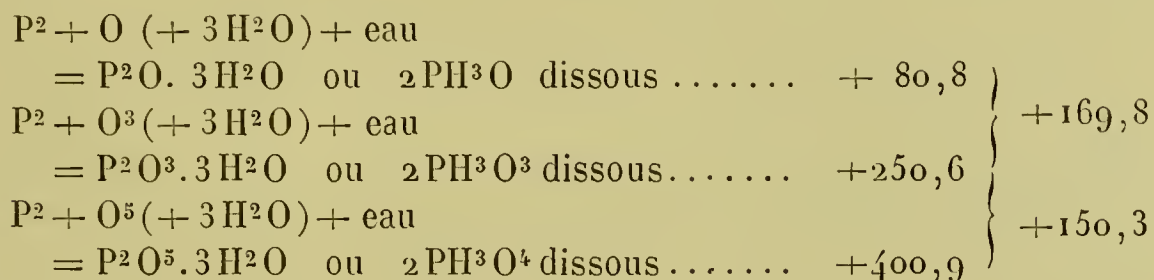 P² + O (+ 3H²O) + eau
= P²O. 3H²O ou 2PH³O dissous ....... + 80,8
+169,8
P² + O³ (+ 3H²O) + eau
= P²O³. 3H²O ou 2PH³O³ dissous ....... +250,6
P² + O⁵ (+ 3H²O) + eau
+150,3
= P²O⁵. 3H²O ou 2PH³O⁴ dissous ....... +400,9